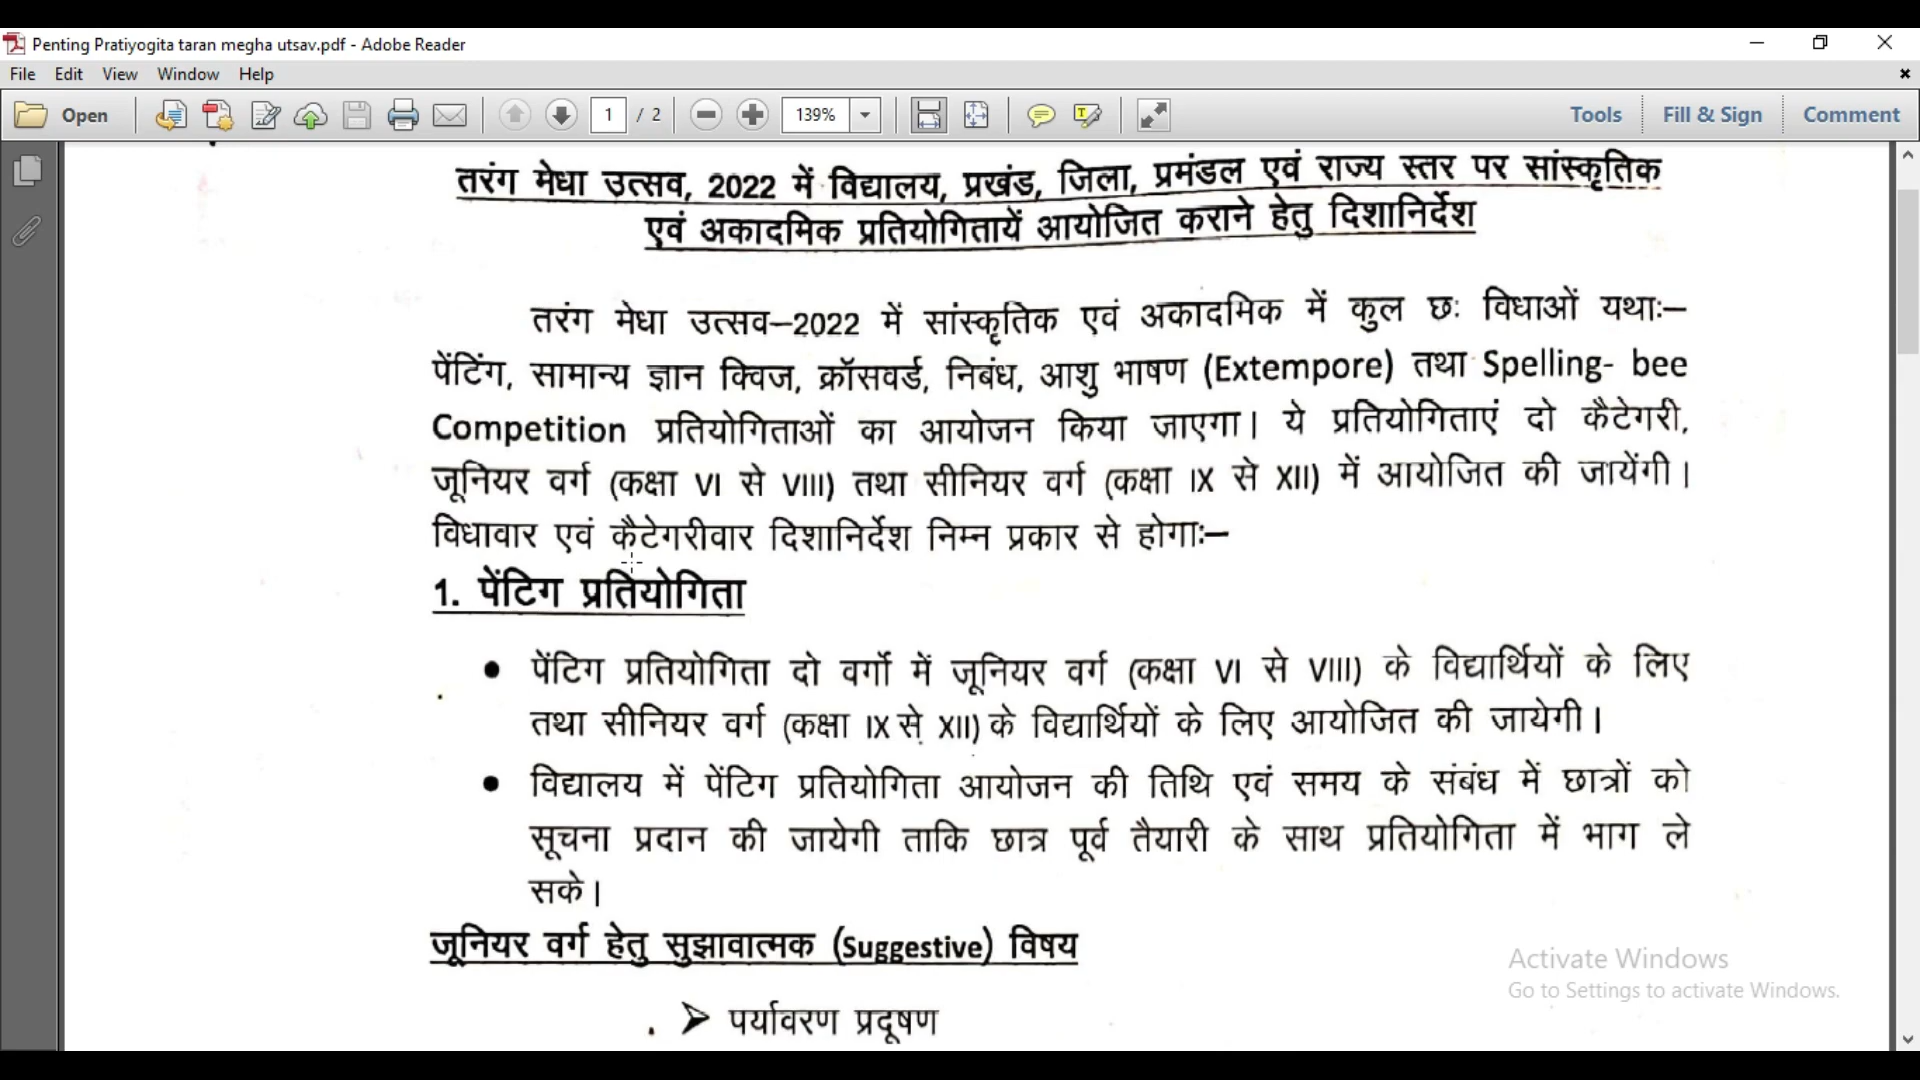 Penting Pratiyogita taran megha utsav.pdf - Adobe Reader
File Edit View Window Help
Open 1 / 2 139% Tools Fill & Sign Comment
तरंग मेधा उत्सव, 2022 में विद्यालय, प्रखंड, जिला, प्रमंडल एवं राज्य स्तर पर सांस्कृतिक
एवं अकादमिक प्रतियोगितायें आयोजित कराने हेतु दिशानिर्देश
तरंग मेधा उत्सव–2022 में सांस्कृतिक एवं अकादमिक में कुल छः विधाओं यथाः–
पेंटिंग, सामान्य ज्ञान क्विज, क्रॉसवर्ड, निबंध, आशु भाषण (Extempore) तथा Spelling- bee
Competition प्रतियोगिताओं का आयोजन किया जाएगा। ये प्रतियोगिताएं दो कैटेगरी,
जूनियर वर्ग (कक्षा VI से VIII) तथा सीनियर वर्ग (कक्षा IX से XII) में आयोजित की जायेंगी।
विधावार एवं कैटेगरीवार दिशानिर्देश निम्न प्रकार से होगाः–
1. पेंटिग प्रतियोगिता
● पेंटिग प्रतियोगिता दो वर्गो में जूनियर वर्ग (कक्षा VI से VIII) के विद्यार्थियों के लिए
तथा सीनियर वर्ग (कक्षा IX से XII) के विद्यार्थियों के लिए आयोजित की जायेगी।
● विद्यालय में पेंटिग प्रतियोगिता आयोजन की तिथि एवं समय के संबंध में छात्रों को
सूचना प्रदान की जायेगी ताकि छात्र पूर्व तैयारी के साथ प्रतियोगिता में भाग ले
सके।
जूनियर वर्ग हेतु सुझावात्मक (Suggestive) विषय
➤ पर्यावरण प्रदूषण
Activate Windows
Go to Settings to activate Windows.